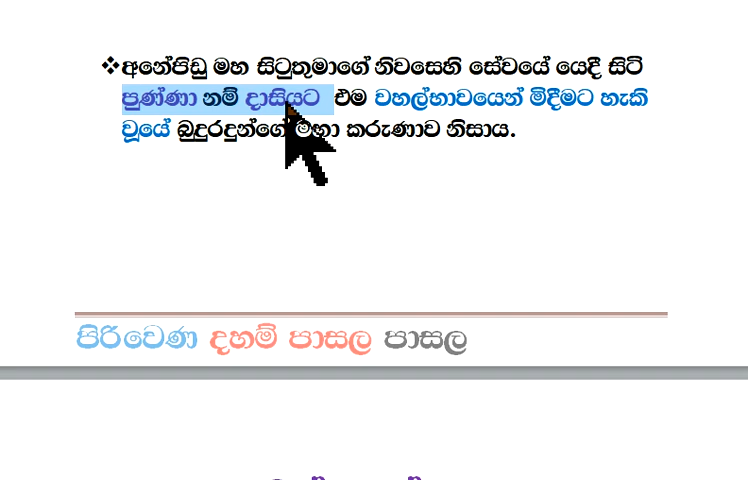 ❖අනේපිඬු මහ සිටුතුමාගේ නිවසෙහි සේවයේ යෙදී සිටි
පුණ්ණා නම් දාසියට එම වහල්භාවයෙන් මිදීමට හැකි
වූයේ බුදුරදුන්ගේ මහා කරුණාව නිසාය.
පිරිවෙණ දහම් පාසල පාසල